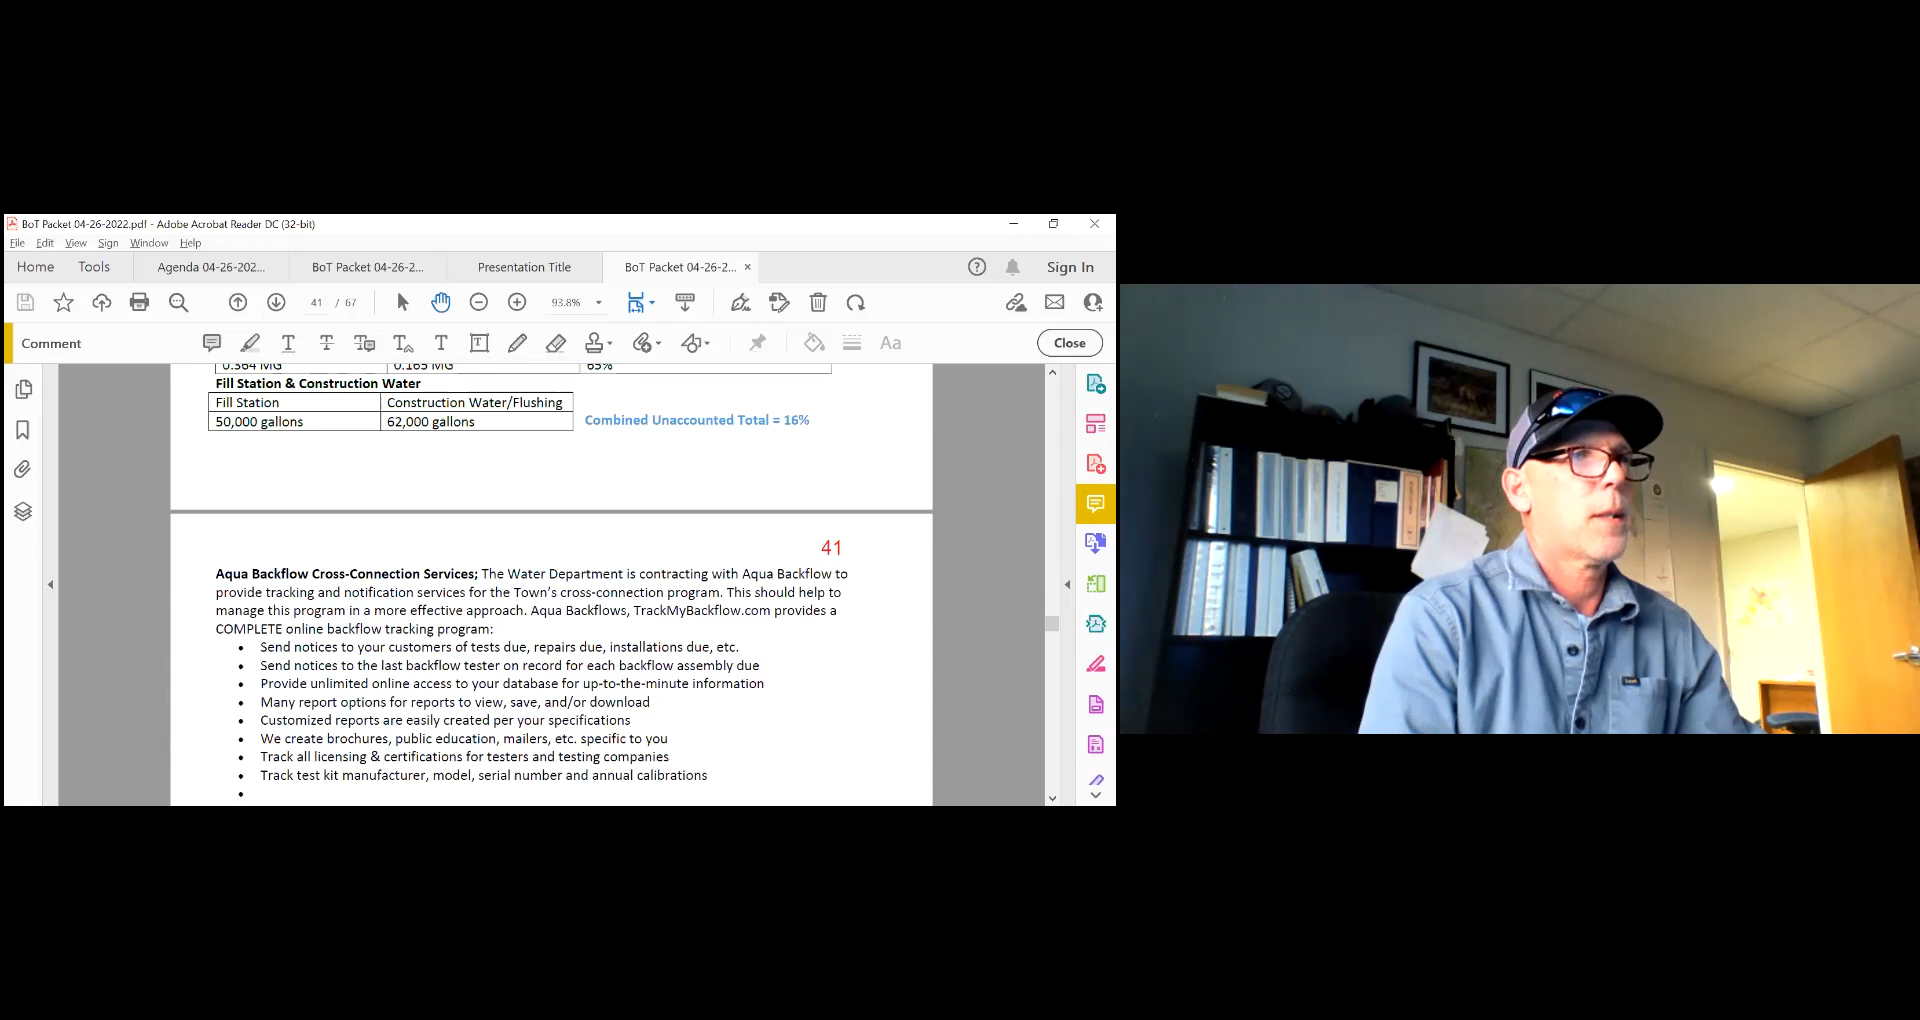 BoT Packet 04-26-2022.pdf - Adobe Acrobat Reader DC (32-bit)
File Edit View Sign Window Help
Home Tools Agenda 04-26-202... BoT Packet 04-26-2... Presentation Title BoT Packet 04-26-2... × Sign In
41 / 67 93.8%
Comment Aa Close
0.364 MG 0.165 MG 65%
Fill Station & Construction Water
Fill Station Construction Water/Flushing
50,000 gallons 62,000 gallons Combined Unaccounted Total = 16%
41
Aqua Backflow Cross-Connection Services; The Water Department is contracting with Aqua Backflow to
provide tracking and notification services for the Town's cross-connection program. This should help to
manage this program in a more effective approach. Aqua Backflows, TrackMyBackflow.com provides a
COMPLETE online backflow tracking program:
• Send notices to your customers of tests due, repairs due, installations due, etc.
• Send notices to the last backflow tester on record for each backflow assembly due
• Provide unlimited online access to your database for up-to-the-minute information
• Many report options for reports to view, save, and/or download
• Customized reports are easily created per your specifications
• We create brochures, public education, mailers, etc. specific to you
• Track all licensing & certifications for testers and testing companies
• Track test kit manufacturer, model, serial number and annual calibrations
•